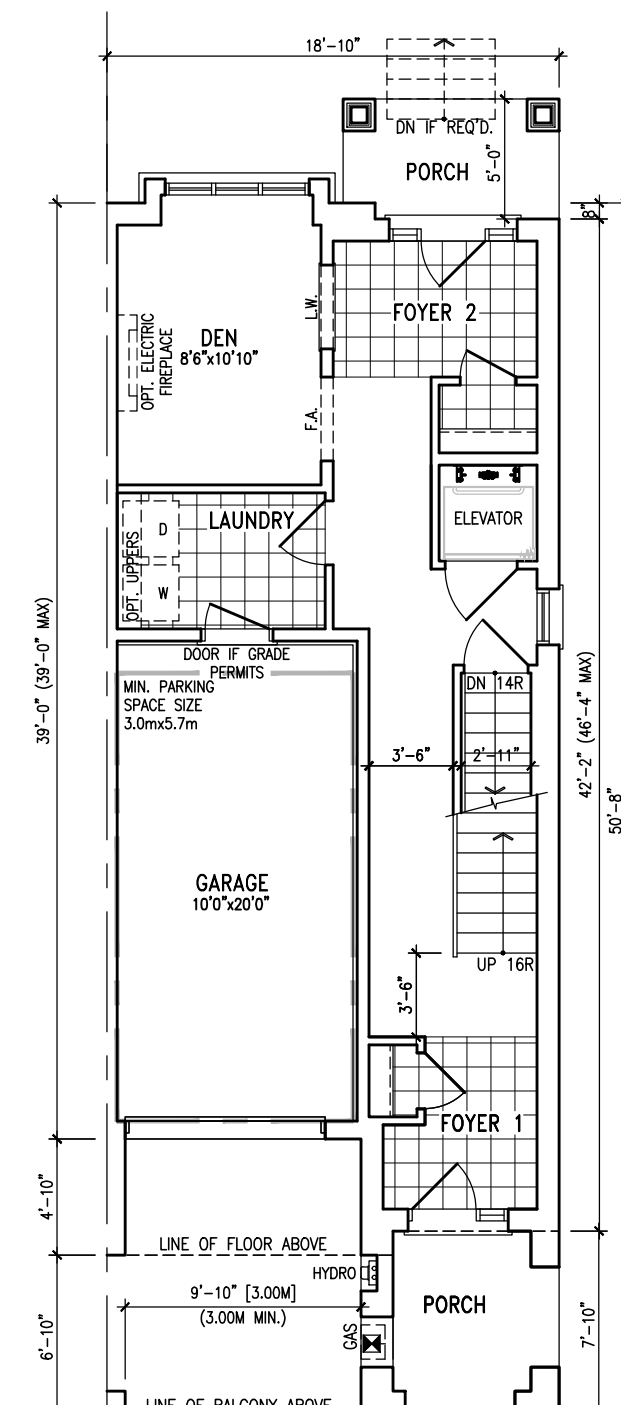 18'-10"
DN IF REQ'D.
PORCH
5'-0"
8"
FOYER 2
L.W.
DEN
8'6"x10'10"
OPT. ELECTRIC
FIREPLACE
F.A.
LAUNDRY
D
W
OPT. UPPERS
ELEVATOR
DOOR IF GRADE
PERMITS
MIN. PARKING
SPACE SIZE
3.0mx5.7m
DN 14R
39'-0" (39'-0" MAX)
42'-2" (46'-4" MAX)
50'-8"
3'-6"
2'-11"
GARAGE
10'0"x20'0"
UP 16R
3'-6"
FOYER 1
4'-10"
LINE OF FLOOR ABOVE
HYDRO
9'-10" [3.00M]
(3.00M MIN.)
GAS
PORCH
6'-10"
7'-10"
LINE OF BALCONY ABOVE